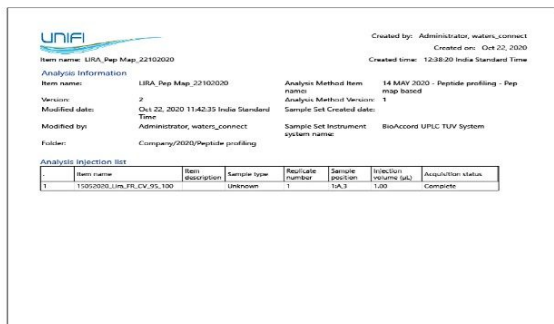 UNIFI
Created by: Administrator, waters_connect
Created on: Oct 22, 2020
Item name: LIRA_Pep Map_22102020 Created time: 12:38:20 India Standard Time
Analysis Information
Item name: LIRA_Pep Map_22102020 Analysis Method Item name: 14 MAY 2020 - Peptide profiling - Pep map based
Version: 2 Analysis Method Version: 1
Modified date: Oct 22, 2020 11:42:35 India Standard Time Sample Set Created date:
Modified by: Administrator, waters_connect Sample Set Instrument system name: BioAccord UPLC TUV System
Folder: Company/2020/Peptide profiling
Analysis injection list
. Item name Item description Sample type Replicate number Sample position Injection volume (µL) Acquisition status
1 15052020_Lira_FR_CV_95_100 Unknown 1 1:A,3 1.00 Complete